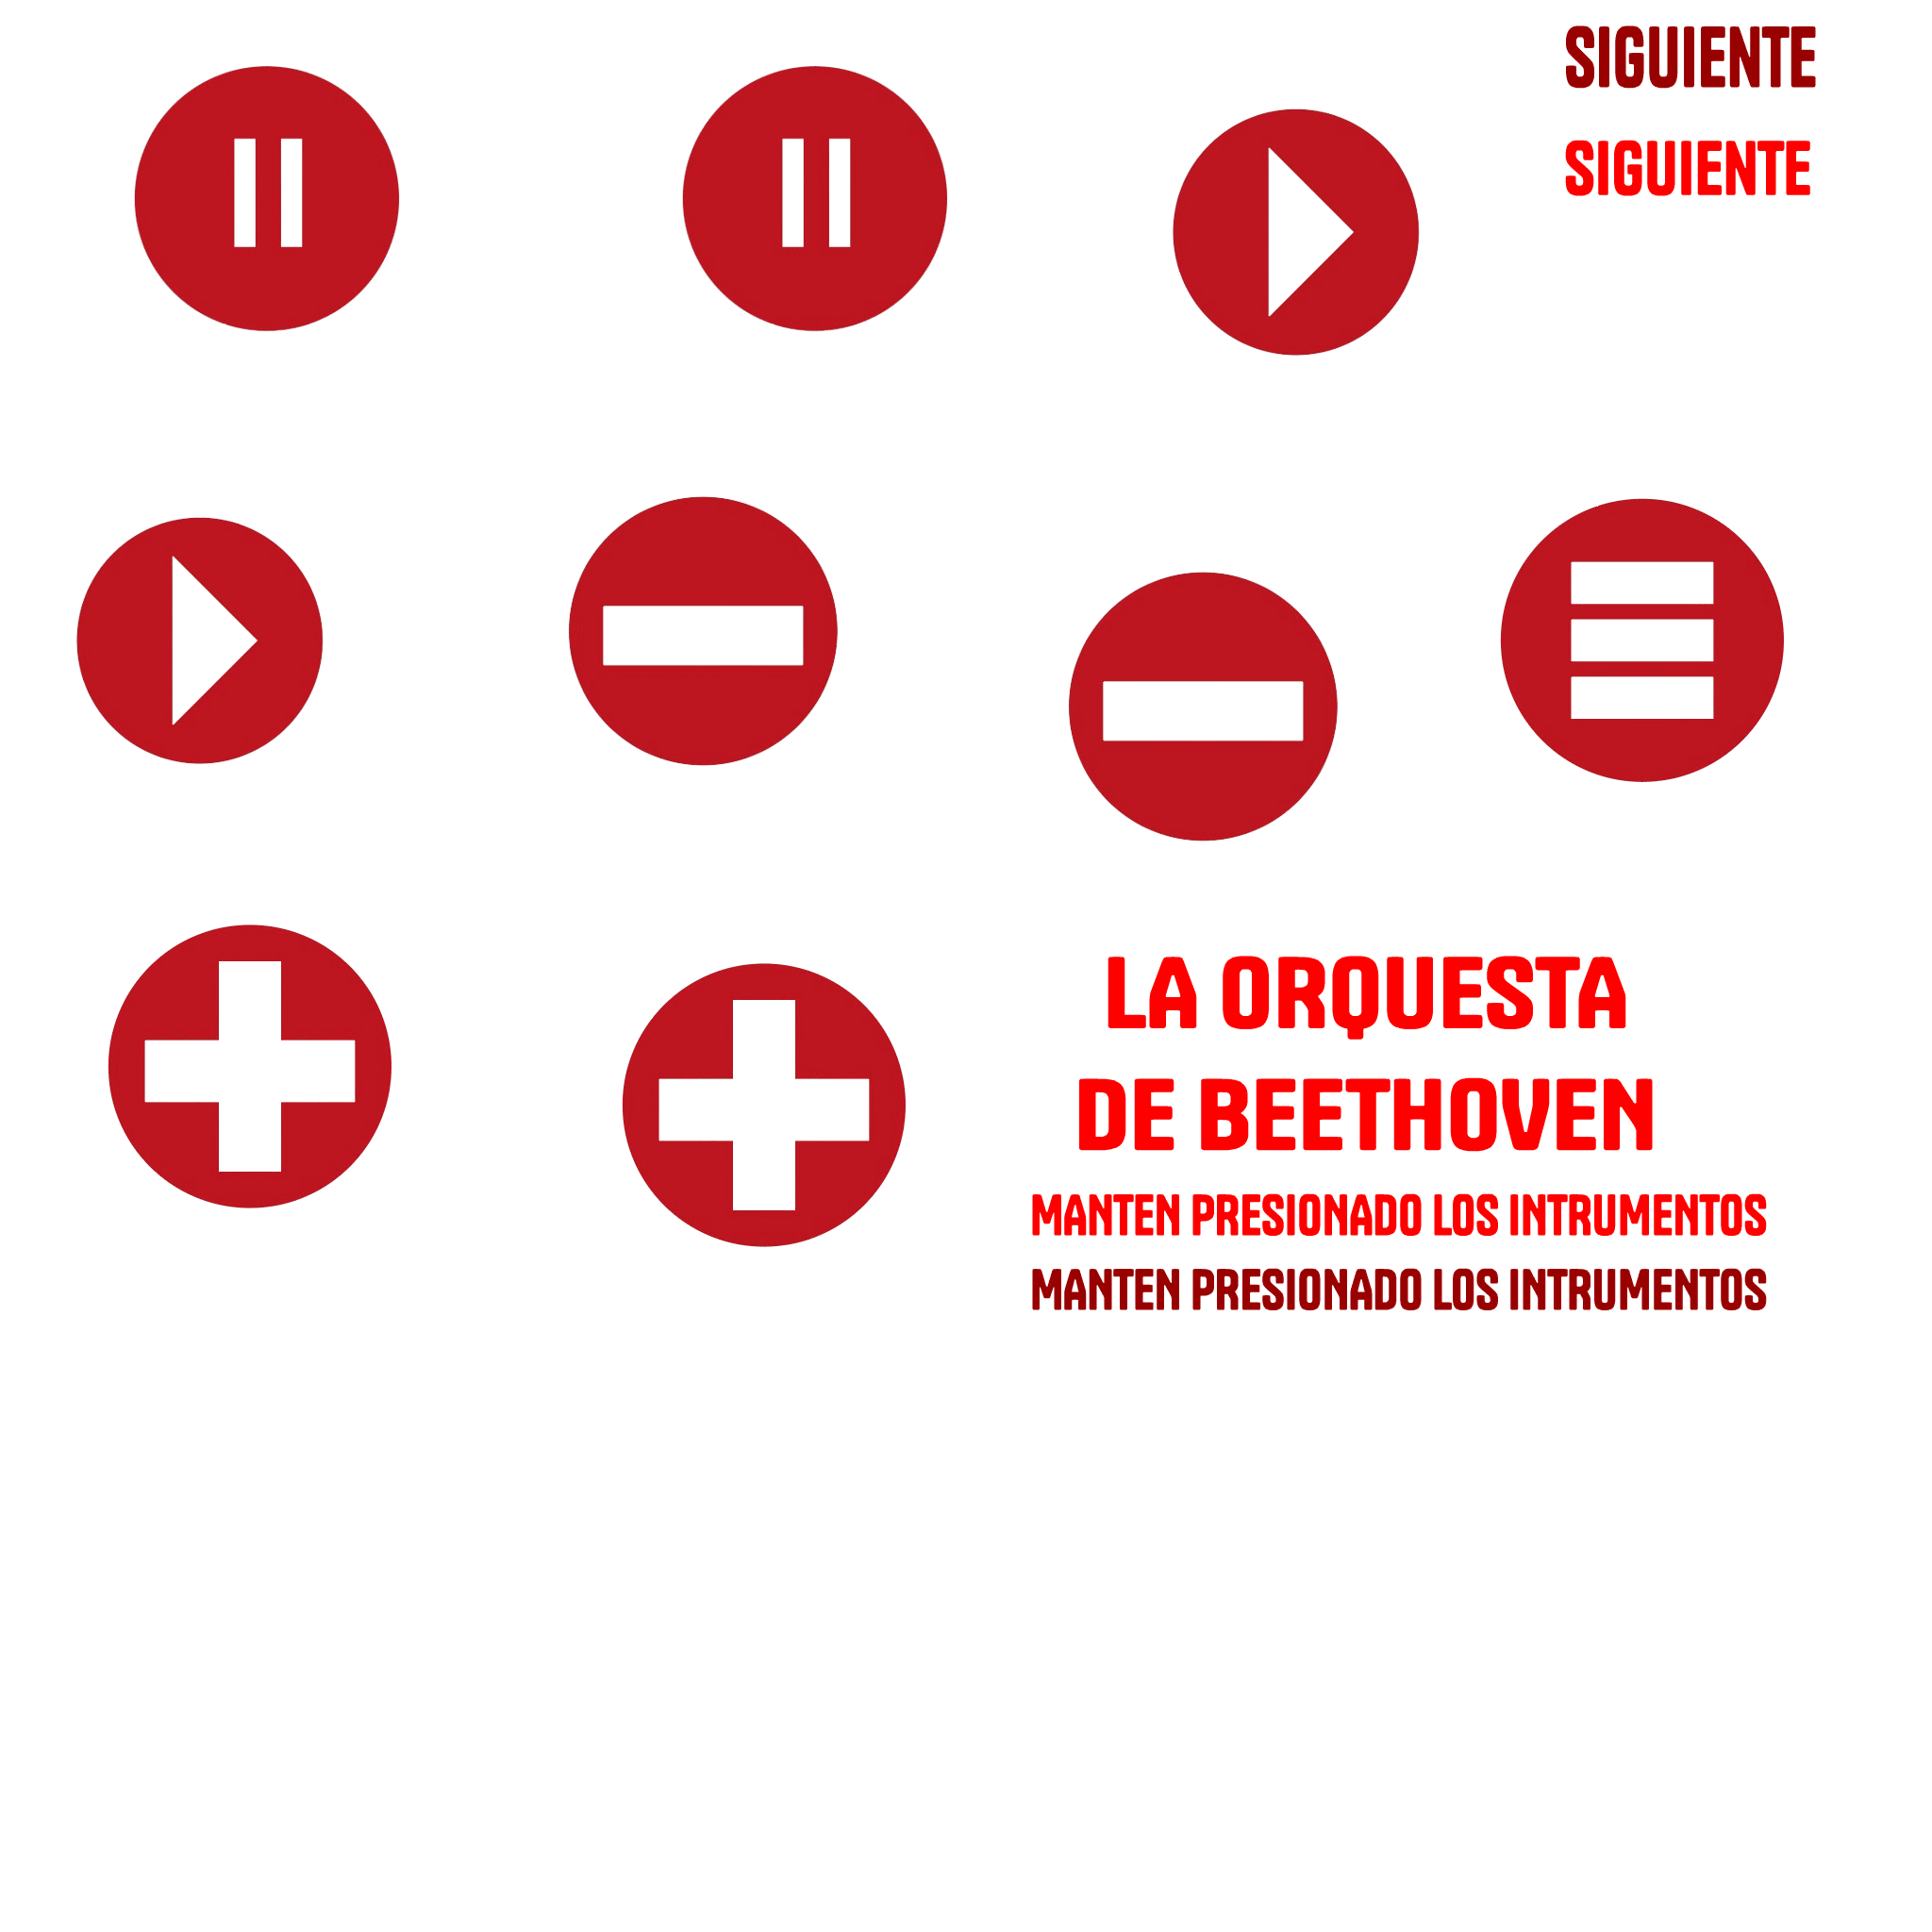 SIGUIENTE
SIGUIENTE
LA ORQUESTA
DE BEETHOVEN
MANTEN PRESIONADO LOS INTRUMENTOS
MANTEN PRESIONADO LOS INTRUMENTOS